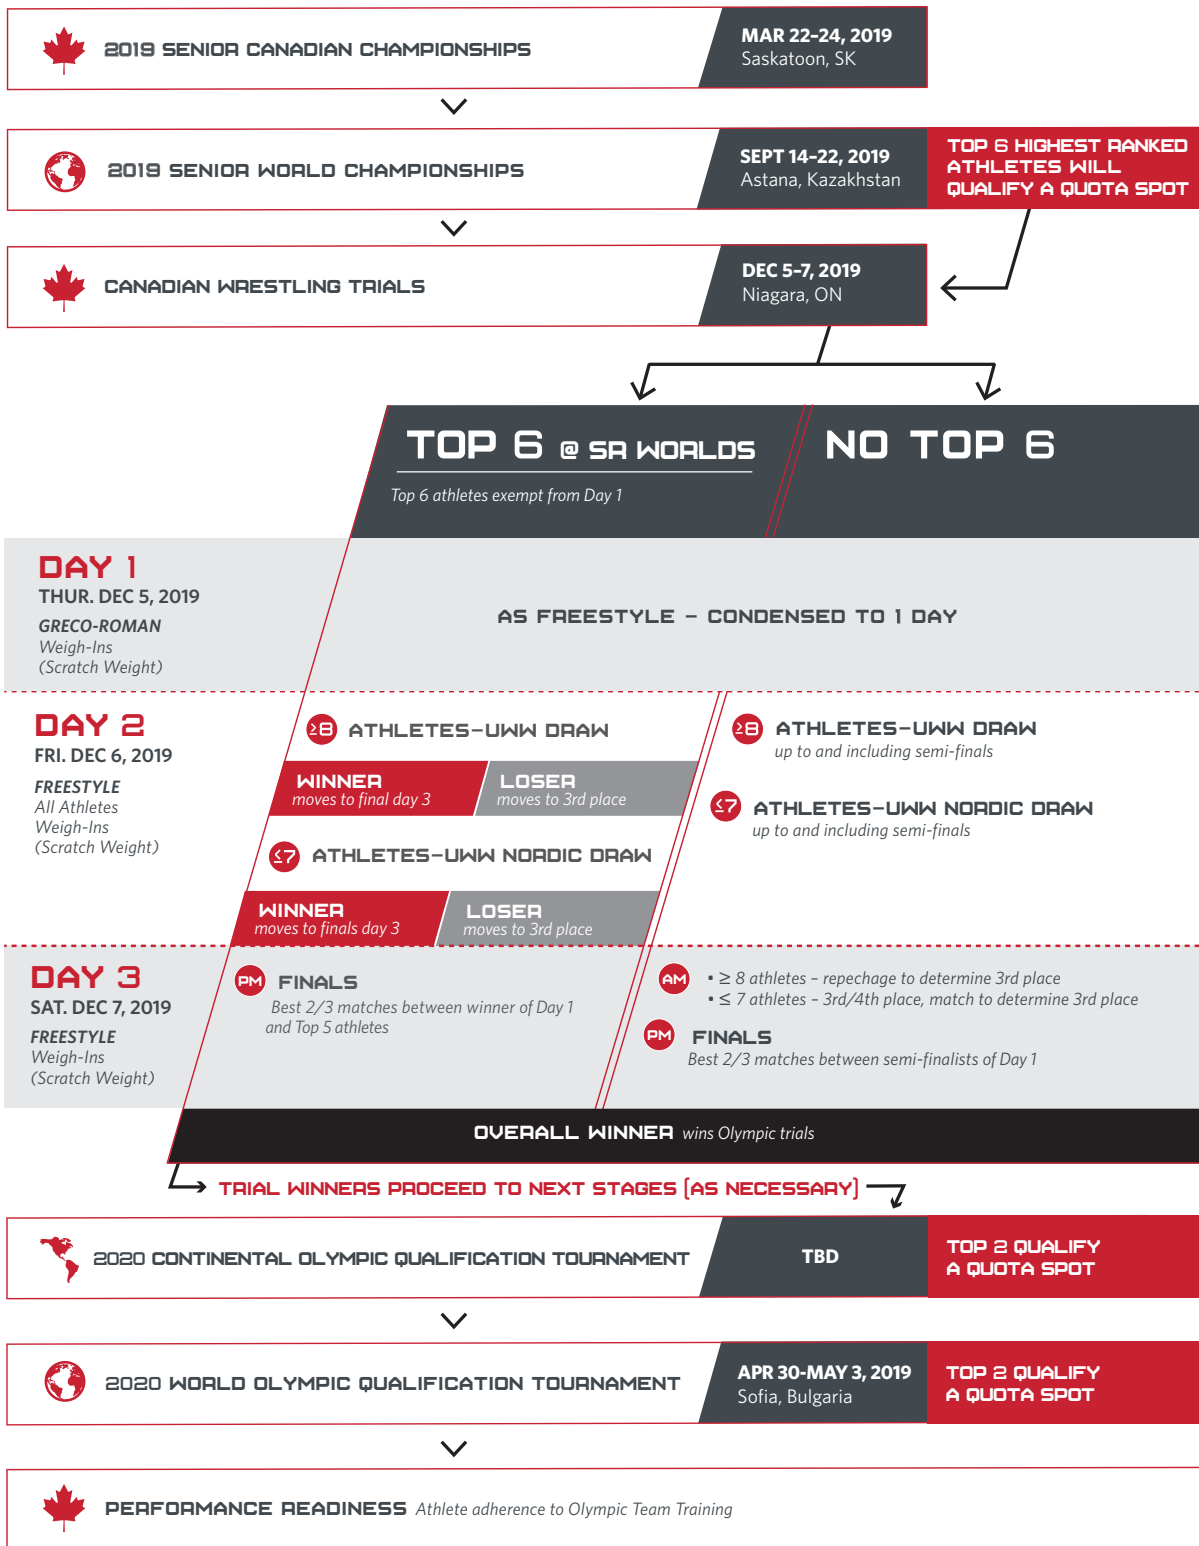 2019 SENIOR CANADIAN CHAMPIONSHIPS
MAR 22–24, 2019
Saskatoon, SK
2019 SENIOR WORLD CHAMPIONSHIPS
SEPT 14–22, 2019
Astana, Kazakhstan
TOP 6 HIGHEST RANKED
ATHLETES WILL
QUALIFY A QUOTA SPOT
CANADIAN WRESTLING TRIALS
DEC 5–7, 2019
Niagara, ON
TOP 6 @ SR WORLDS
Top 6 athletes exempt from Day 1
NO TOP 6
DAY 1
THUR. DEC 5, 2019
GRECO-ROMAN
Weigh-Ins
(Scratch Weight)
AS FREESTYLE – CONDENSED TO 1 DAY
DAY 2
FRI. DEC 6, 2019
FREESTYLE
All Athletes
Weigh-Ins
(Scratch Weight)
≥8 ATHLETES–UWW DRAW
WINNER
moves to final day 3
LOSER
moves to 3rd place
≤7 ATHLETES–UWW NORDIC DRAW
WINNER
moves to finals day 3
LOSER
moves to 3rd place
≥8 ATHLETES–UWW DRAW
up to and including semi-finals
≤7 ATHLETES–UWW NORDIC DRAW
up to and including semi-finals
DAY 3
SAT. DEC 7, 2019
FREESTYLE
Weigh-Ins
(Scratch Weight)
PM FINALS
Best 2/3 matches between winner of Day 1
and Top 5 athletes
AM • ≥ 8 athletes – repechage to determine 3rd place
• ≤ 7 athletes – 3rd/4th place, match to determine 3rd place
PM FINALS
Best 2/3 matches between semi-finalists of Day 1
OVERALL WINNER wins Olympic trials
TRIAL WINNERS PROCEED TO NEXT STAGES (AS NECESSARY)
2020 CONTINENTAL OLYMPIC QUALIFICATION TOURNAMENT
TBD
TOP 2 QUALIFY
A QUOTA SPOT
2020 WORLD OLYMPIC QUALIFICATION TOURNAMENT
APR 30-MAY 3, 2019
Sofia, Bulgaria
TOP 2 QUALIFY
A QUOTA SPOT
PERFORMANCE READINESS Athlete adherence to Olympic Team Training